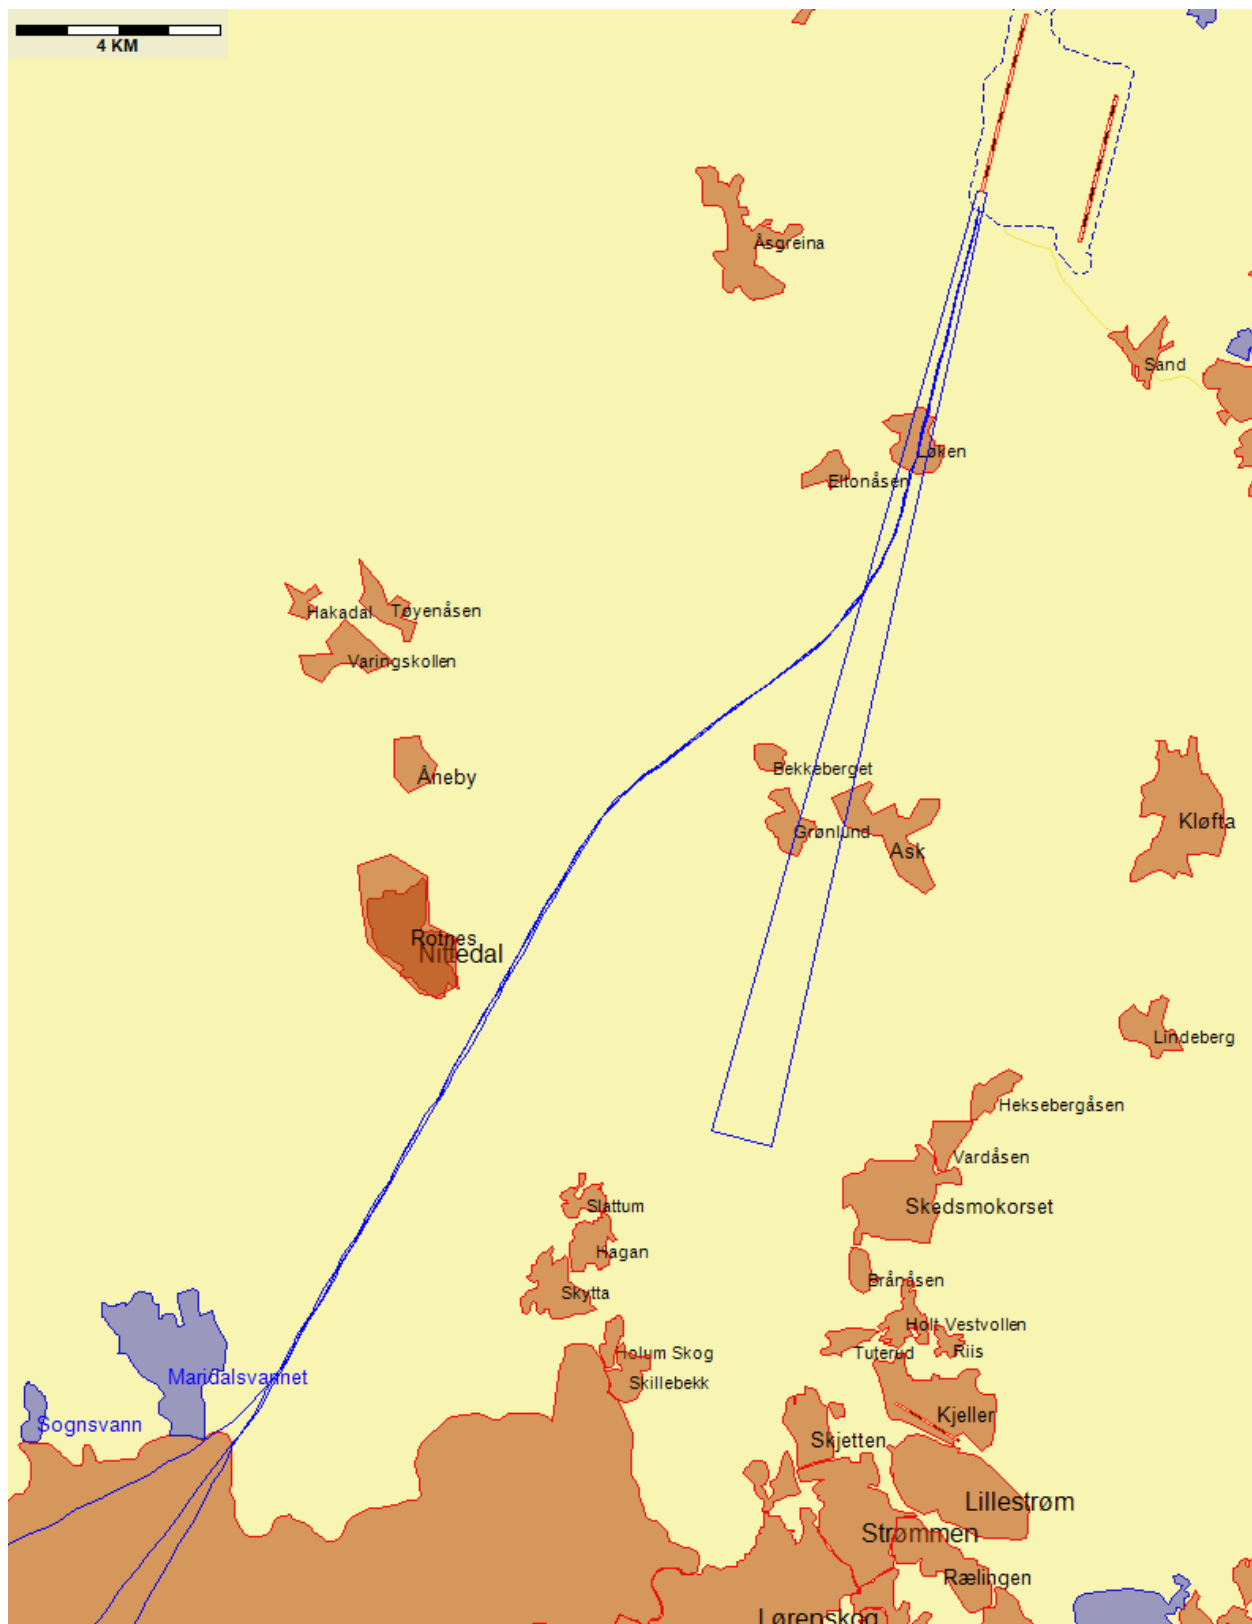 4 KM
Åsgreina
Sand
Løken
Eltonåsen
Hakadal
Tøyenåsen
Varingskollen
Åneby
Bekkeberget
Kløfta
Grønlund
Ask
Rotnes
Nittedal
Lindeberg
Heksebergåsen
Vardåsen
Slattum
Skedsmokorset
Hagan
Brånåsen
Skytta
Holt Vestvollen
Holum Skog
Tuterud
Riis
Maridalsvannet
Skillebekk
Kjeller
Sognsvann
Skjetten
Lillestrøm
Strømmen
Rælingen
Lørenskog